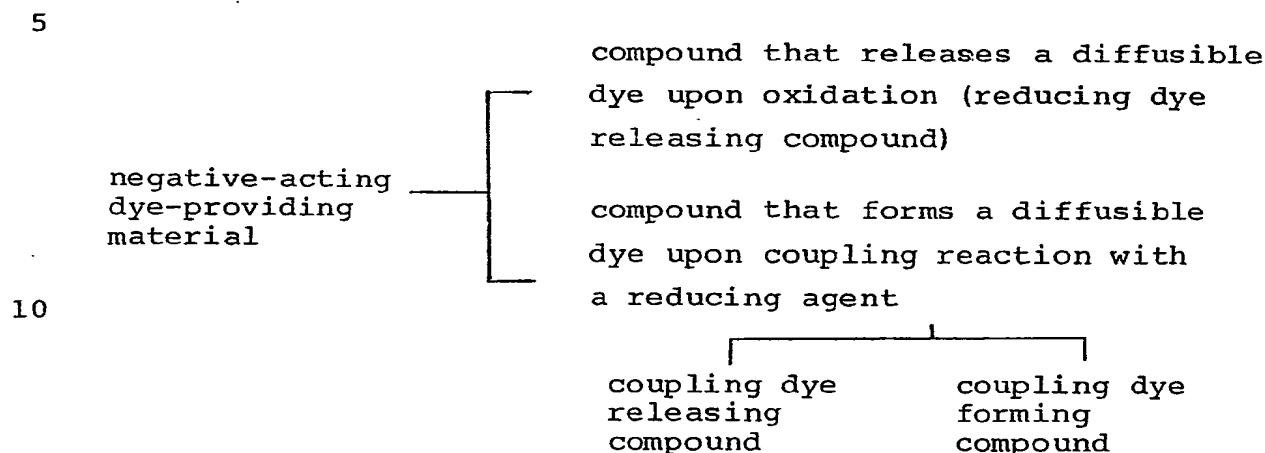 5
compound that releases a diffusible
dye upon oxidation (reducing dye
releasing compound)
negative-acting
dye-providing
material
compound that forms a diffusible
dye upon coupling reaction with
a reducing agent
10
coupling dye
releasing
compound
coupling dye
forming
compound